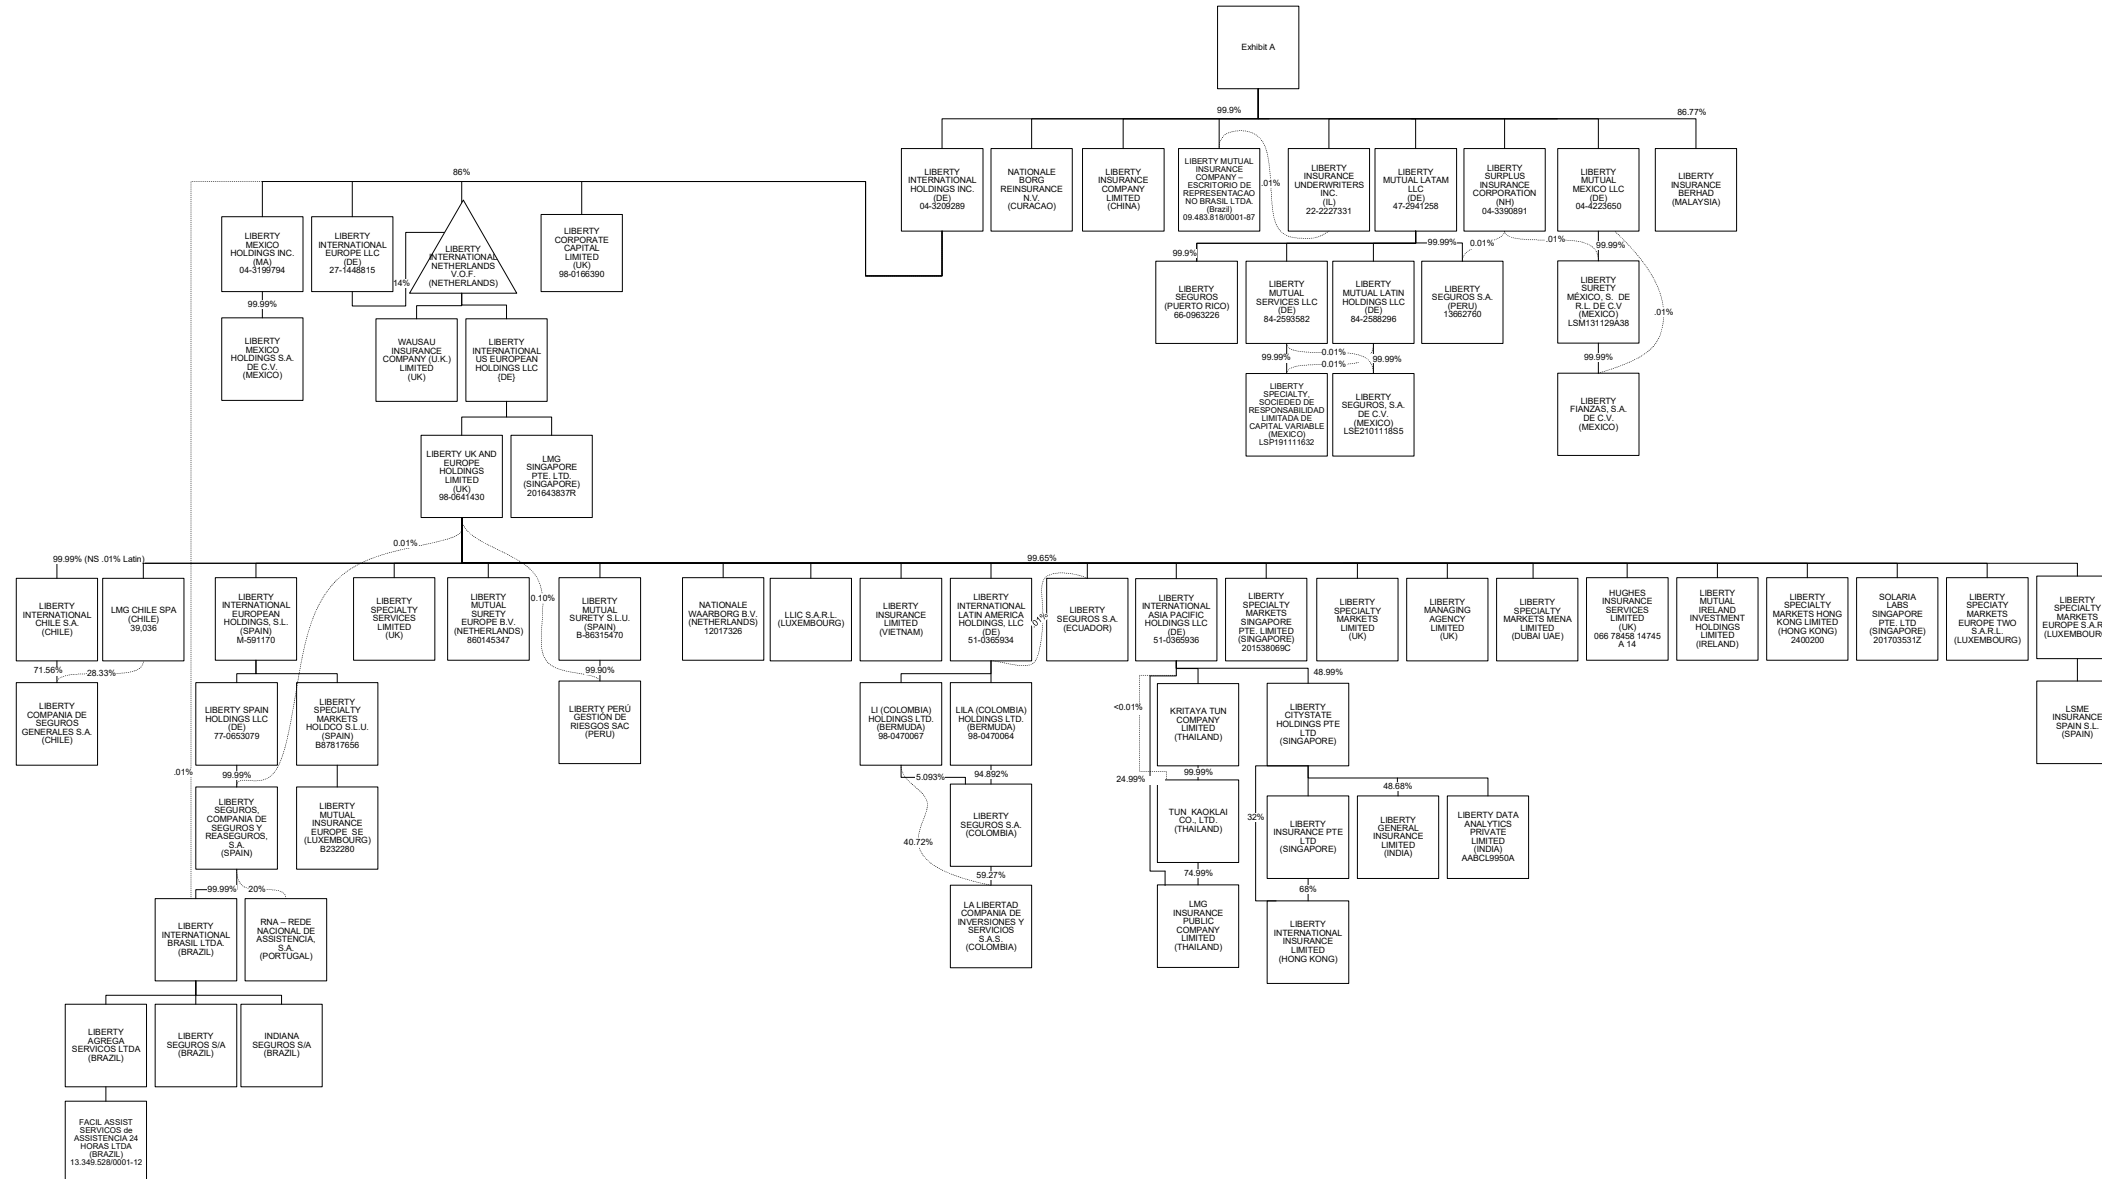 Exhibit A
99.9%
86.77%
LIBERTY
INTERNATIONAL
HOLDINGS INC.
(DE)
04-3209289
NATIONALE
BORG
REINSURANCE
N.V.
(CURACAO)
LIBERTY
INSURANCE
COMPANY
LIMITED
(CHINA)
LIBERTY MUTUAL
INSURANCE
COMPANY –
ESCRITORIO DE
REPRESENTACAO
NO BRASIL LTDA.
(Brazil)
09.483.818/0001-87
.01%
LIBERTY
INSURANCE
UNDERWRITERS
INC.
(IL)
22-2227331
LIBERTY
MUTUAL LATAM
LLC
(DE)
47-2941258
LIBERTY
SURPLUS
INSURANCE
CORPORATION
(NH)
04-3390891
LIBERTY
MUTUAL
MEXICO LLC
(DE)
04-4223650
LIBERTY
INSURANCE
BERHAD
(MALAYSIA)
86%
LIBERTY
MEXICO
HOLDINGS INC.
(MA)
04-3199794
LIBERTY
INTERNATIONAL
EUROPE LLC
(DE)
27-1448815
14%
LIBERTY
INTERNATIONAL
NETHERLANDS
V.O.F.
(NETHERLANDS)
LIBERTY
CORPORATE
CAPITAL
LIMITED
(UK)
98-0166390
99.9%
99.99%
0.01%
.01%
99.99%
LIBERTY
SEGUROS
(PUERTO RICO)
66-0963226
LIBERTY
MUTUAL
SERVICES LLC
(DE)
84-2593582
LIBERTY
MUTUAL LATIN
HOLDINGS LLC
(DE)
84-2588296
LIBERTY
SEGUROS S.A.
(PERU)
13662760
LIBERTY
SURETY
MÉXICO, S. DE
R.L. DE C.V
(MEXICO)
LSM131129A38
.01%
99.99%
LIBERTY
MEXICO
HOLDINGS S.A.
DE C.V.
(MEXICO)
WAUSAU
INSURANCE
COMPANY (U.K.)
LIMITED
(UK)
LIBERTY
INTERNATIONAL
US EUROPEAN
HOLDINGS LLC
{DE}
99.99%
0.01%
0.01%
99.99%
99.99%
LIBERTY
SPECIALTY,
SOCIEDED DE
RESPONSABILIDAD
LIMITADA DE
CAPITAL VARIABLE
(MEXICO)
LSP191111632
LIBERTY
SEGUROS, S.A.
DE C.V.
(MEXICO)
LSE2101118S5
LIBERTY
FIANZAS, S.A.
DE C.V.
(MEXICO)
LIBERTY UK AND
EUROPE
HOLDINGS
LIMITED
(UK)
98-0641430
LMG
SINGAPORE
PTE. LTD.
(SINGAPORE)
201643837R
0.01%
99.99% (NS .01% Latin)
99.65%
LIBERTY
INTERNATIONAL
CHILE S.A.
(CHILE)
LMG CHILE SPA
(CHILE)
39,036
LIBERTY
INTERNATIONAL
EUROPEAN
HOLDINGS, S.L.
(SPAIN)
M-591170
LIBERTY
SPECIALTY
SERVICES
LIMITED
(UK)
LIBERTY
MUTUAL
SURETY
EUROPE B.V.
(NETHERLANDS)
860145347
0.10%
LIBERTY
MUTUAL
SURETY S.L.U.
(SPAIN)
B-86315470
NATIONALE
WAARBORG B.V.
(NETHERLANDS)
12017326
LLIC S.A.R.L.
(LUXEMBOURG)
LIBERTY
INSURANCE
LIMITED
(VIETNAM)
LIBERTY
INTERNATIONAL
LATIN AMERICA
HOLDINGS, LLC
(DE)
51-0365934
.01%
LIBERTY
SEGUROS S.A.
(ECUADOR)
LIBERTY
INTERNATIONAL
ASIA PACIFIC
HOLDINGS LLC
(DE)
51-0365936
LIBERTY
SPECIALTY
MARKETS
SINGAPORE
PTE. LIMITED
(SINGAPORE)
201538069C
LIBERTY
SPECIALTY
MARKETS
LIMITED
(UK)
LIBERTY
MANAGING
AGENCY
LIMITED
(UK)
LIBERTY
SPECIALTY
MARKETS MENA
LIMITED
(DUBAI UAE)
HUGHES
INSURANCE
SERVICES
LIMITED
(UK)
066 78458 14745
A 14
LIBERTY
MUTUAL
IRELAND
INVESTMENT
HOLDINGS
LIMITED
(IRELAND)
LIBERTY
SPECIALTY
MARKETS HONG
KONG LIMITED
(HONG KONG)
2400200
SOLARIA
LABS
SINGAPORE
PTE. LTD
(SINGAPORE)
201703531Z
LIBERTY
SPECIATY
MARKETS
EUROPE TWO
S.A.R.L.
(LUXEMBOURG)
LIBERTY
SPECIALTY
MARKETS
EUROPE S.A.R
(LUXEMBOURG
71.56%
28.33%
99.90%
48.99%
LIBERTY
COMPANIA DE
SEGUROS
GENERALES S.A.
(CHILE)
LIBERTY SPAIN
HOLDINGS LLC
(DE)
77-0653079
LIBERTY
SPECIALTY
MARKETS
HOLDCO S.L.U.
(SPAIN)
B87817656
LIBERTY PERÚ
GESTIÓN DE
RIESGOS SAC
(PERU)
LI (COLOMBIA)
HOLDINGS LTD.
(BERMUDA)
98-0470067
LILA (COLOMBIA)
HOLDINGS LTD.
(BERMUDA)
98-0470064
<0.01%
KRITAYA TUN
COMPANY
LIMITED
(THAILAND)
LIBERTY
CITYSTATE
HOLDINGS PTE
LTD
(SINGAPORE)
LSME
INSURANCE
SPAIN S.L.
(SPAIN)
.01%
99.99%
5.093%
94.892%
24.99%
99.99%
48.68%
LIBERTY
SEGUROS,
COMPANIA DE
SEGUROS Y
REASEGUROS,
S.A.
(SPAIN)
LIBERTY
MUTUAL
INSURANCE
EUROPE SE
(LUXEMBOURG)
B232280
40.72%
LIBERTY
SEGUROS S.A.
(COLOMBIA)
TUN KAOKLAI
CO., LTD.
(THAILAND)
32%
LIBERTY
INSURANCE PTE
LTD
(SINGAPORE)
LIBERTY
GENERAL
INSURANCE
LIMITED
(INDIA)
LIBERTY DATA
ANALYTICS
PRIVATE
LIMITED
(INDIA)
AABCL9950A
99.99%
20%
59.27%
74.99%
68%
LIBERTY
INTERNATIONAL
BRASIL LTDA.
(BRAZIL)
RNA – REDE
NACIONAL DE
ASSISTENCIA,
S.A.
(PORTUGAL)
LA LIBERTAD
COMPANIA DE
INVERSIONES Y
SERVICIOS
S.A.S.
(COLOMBIA)
LMG
INSURANCE
PUBLIC
COMPANY
LIMITED
(THAILAND)
LIBERTY
INTERNATIONAL
INSURANCE
LIMITED
(HONG KONG)
LIBERTY
AGREGA
SERVICOS LTDA
(BRAZIL)
LIBERTY
SEGUROS S/A
(BRAZIL)
INDIANA
SEGUROS S/A
(BRAZIL)
FACIL ASSIST
SERVICOS de
ASSISTENCIA 24
HORAS LTDA
(BRAZIL)
13.349.528/0001-12